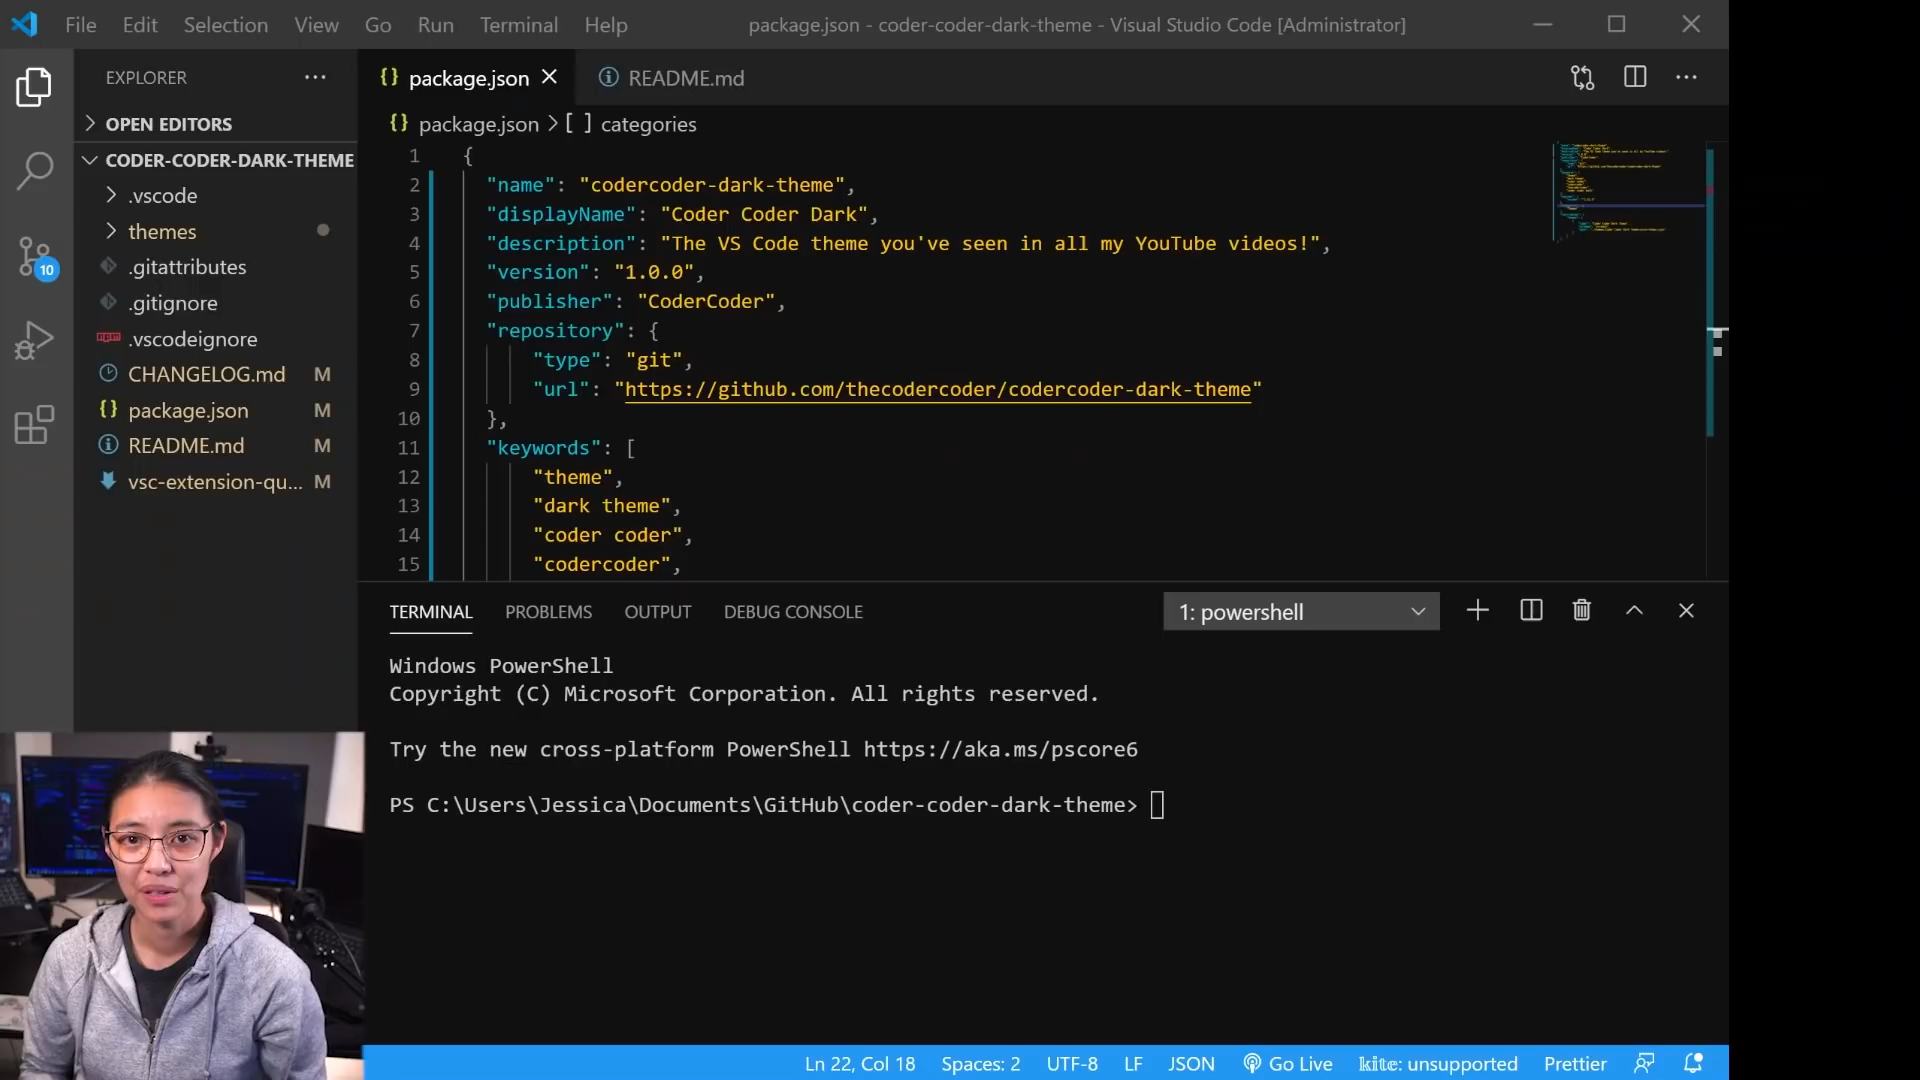 File Edit Selection View Go Run Terminal Help
package.json - coder-coder-dark-theme - Visual Studio Code [Administrator]
EXPLORER
OPEN EDITORS
CODER-CODER-DARK-THEME
.vscode
themes
.gitattributes
.gitignore
.vscodeignore
CHANGELOG.md M
package.json M
README.md M
vsc-extension-qu... M
10
package.json
README.md
{} package.json > [ ] categories
1 {
2 "name": "codercoder-dark-theme",
3 "displayName": "Coder Coder Dark",
4 "description": "The VS Code theme you've seen in all my YouTube videos!",
5 "version": "1.0.0",
6 "publisher": "CoderCoder",
7 "repository": {
8 "type": "git",
9 "url": "https://github.com/thecodercoder/codercoder-dark-theme"
10 },
11 "keywords": [
12 "theme",
13 "dark theme",
14 "coder coder",
15 "codercoder",
TERMINAL PROBLEMS OUTPUT DEBUG CONSOLE
1: powershell
Windows PowerShell
Copyright (C) Microsoft Corporation. All rights reserved.
Try the new cross-platform PowerShell https://aka.ms/pscore6
PS C:\Users\Jessica\Documents\GitHub\coder-coder-dark-theme>
Ln 22, Col 18 Spaces: 2 UTF-8 LF JSON Go Live kite: unsupported Prettier